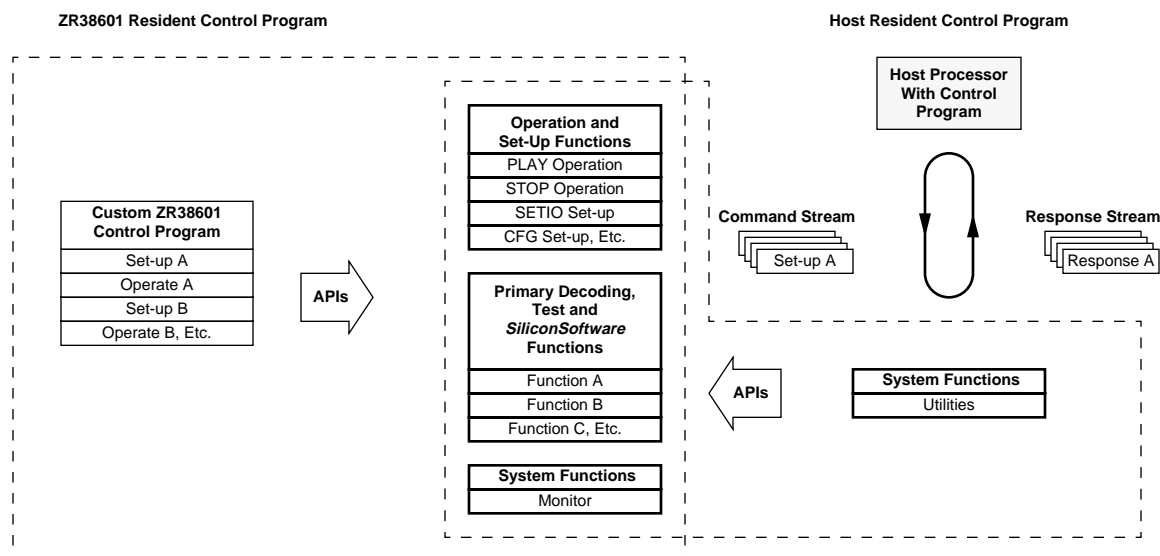 ZR38601 Resident Control Program
Host Resident Control Program
Custom ZR38601
Control Program
Set-up A
Operate A
Set-up B
Operate B, Etc.
APIs
Operation and
Set-Up Functions
PLAY Operation
STOP Operation
SETIO Set-up
CFG Set-up, Etc.
Primary Decoding,
Test and
SiliconSoftware
Functions
Function A
Function B
Function C, Etc.
System Functions
Monitor
Host Processor
With Control
Program
Command Stream
Set-up A
Response Stream
Response A
APIs
System Functions
Utilities